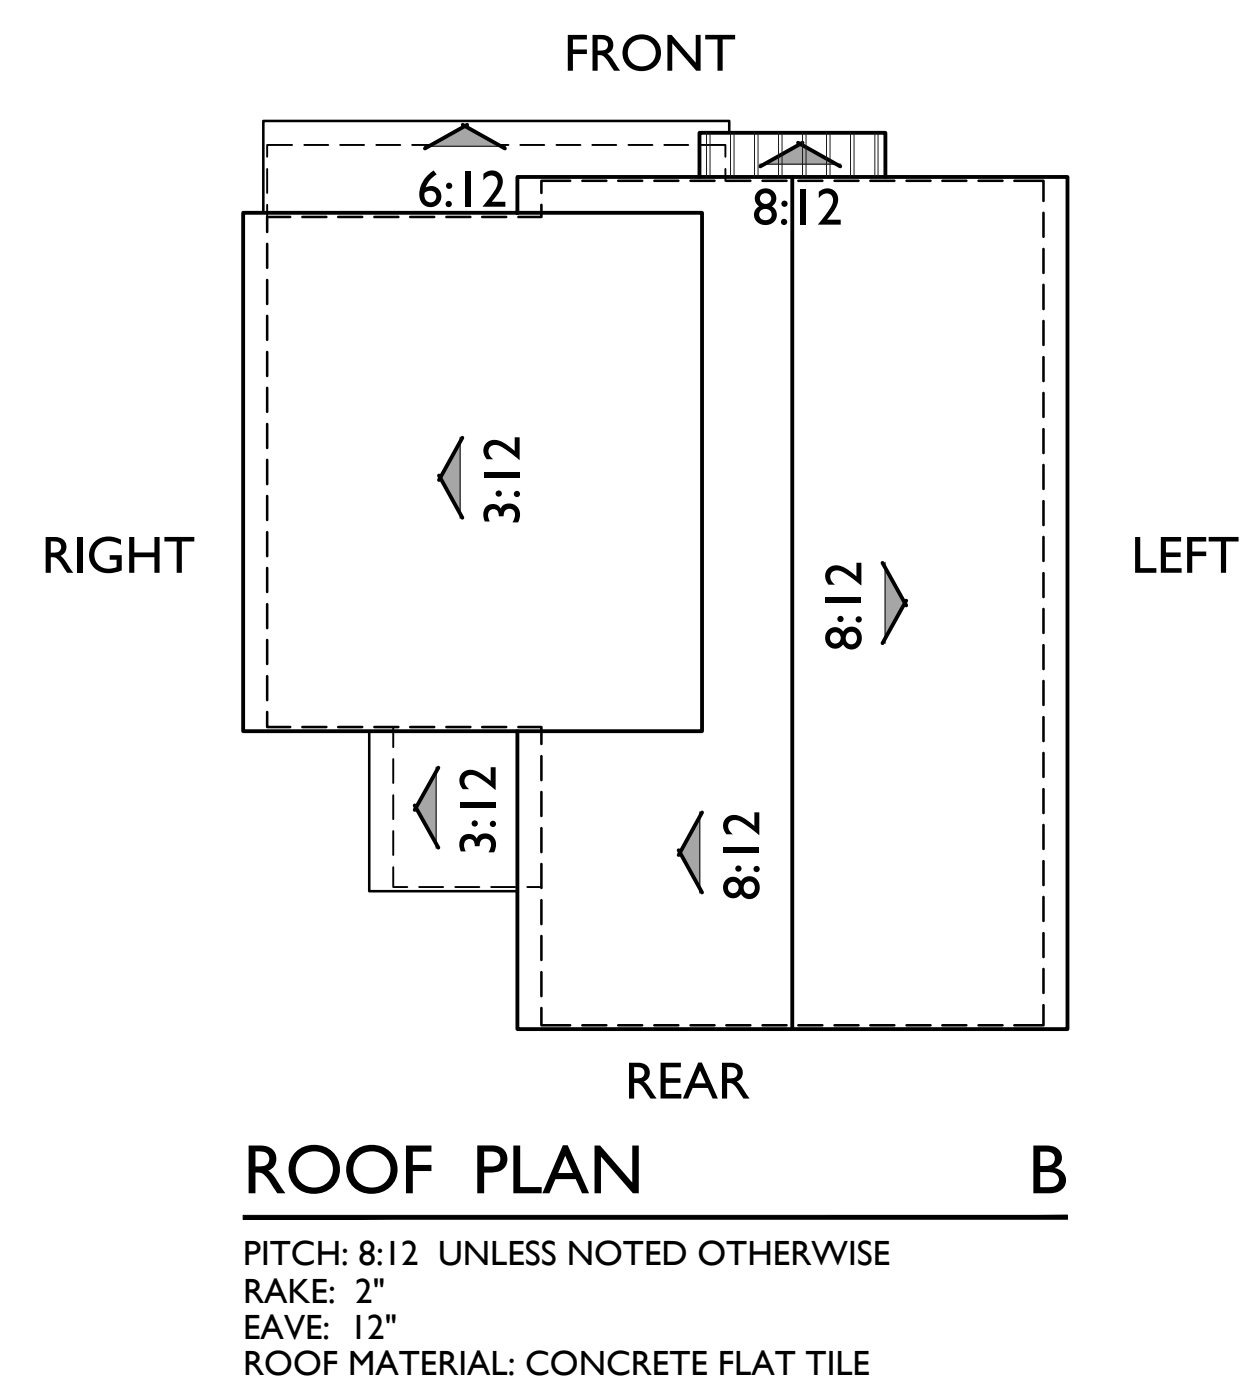 FRONT
6:12
8:12
3:12
RIGHT
LEFT
8:12
3:12
8:12
REAR
ROOF PLAN B
PITCH: 8:12 UNLESS NOTED OTHERWISE
RAKE: 2"
EAVE: 12"
ROOF MATERIAL: CONCRETE FLAT TILE